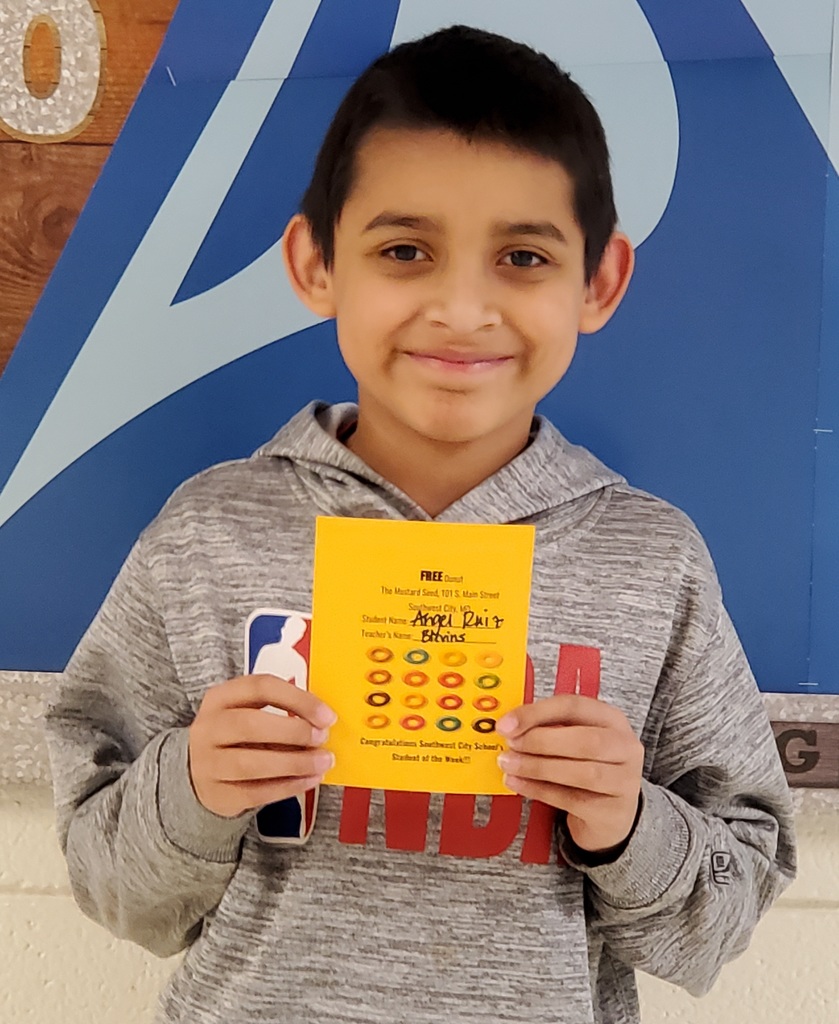 0
FREE Donut
The Mustard Seed, 101 S. Main Street
Southwest City, MO
Student Name: Angel Ruiz
Teacher's Name: Blevins
Congratulations Southwest City School's
Student of the Week!!!
NBA
G